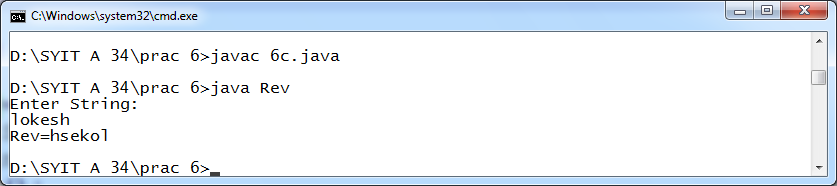 C:\Windows\system32\cmd.exe
D:\SYIT A 34\prac 6>javac 6c.java
D:\SYIT A 34\prac 6>java Rev
Enter String:
lokesh
Rev=hsekol
D:\SYIT A 34\prac 6>